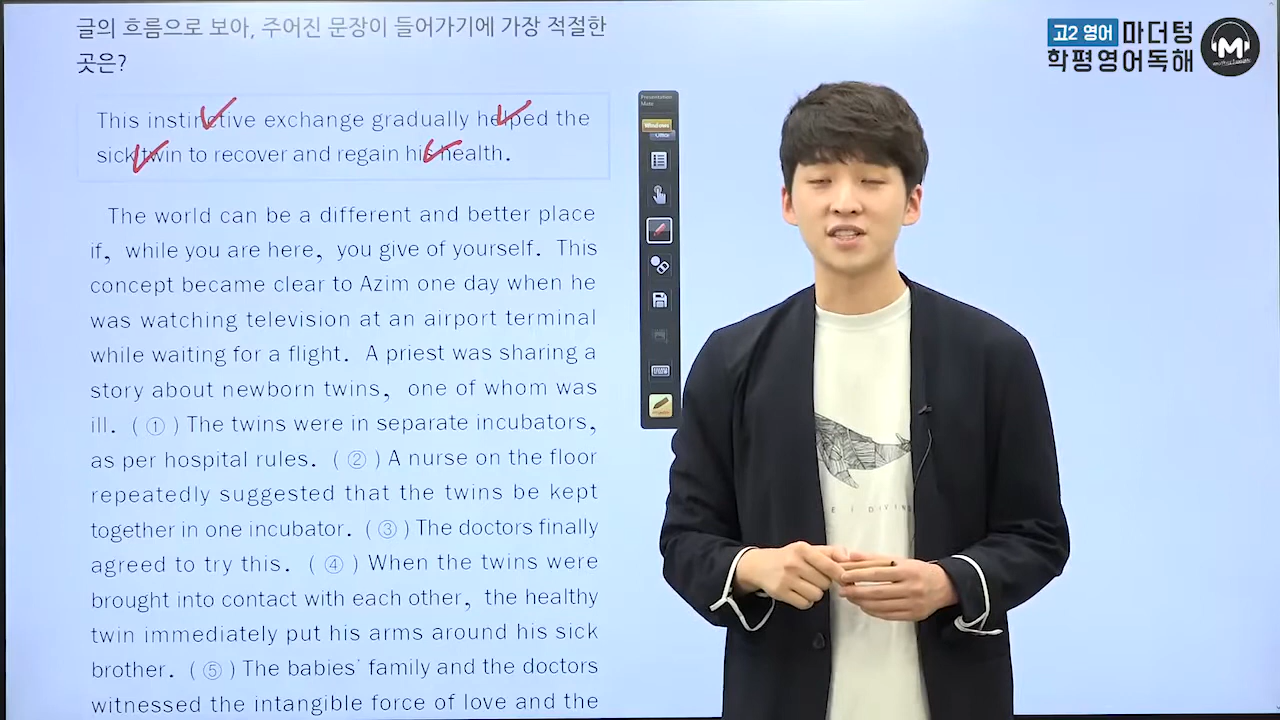 글의 흐름으로 보아, 주어진 문장이 들어가기에 가장 적절한
곳은?
This instinctive exchange gradually helped the
sick twin to recover and regain his health.
The world can be a different and better place
if, while you are here, you give of yourself. This
concept became clear to Azim one day when he
was watching television at an airport terminal
while waiting for a flight. A priest was sharing a
story about newborn twins, one of whom was
ill. ( ① ) The twins were in separate incubators,
as per hospital rules. ( ② ) A nurse on the floor
repeatedly suggested that the twins be kept
together in one incubator. ( ③ ) The doctors finally
agreed to try this. ( ④ ) When the twins were
brought into contact with each other, the healthy
twin immediately put his arms around his sick
brother. ( ⑤ ) The babies' family and the doctors
witnessed the intangible force of love and the
Presentation
Mate
Windows
고2 영어 마더텅
학평영어독해
M